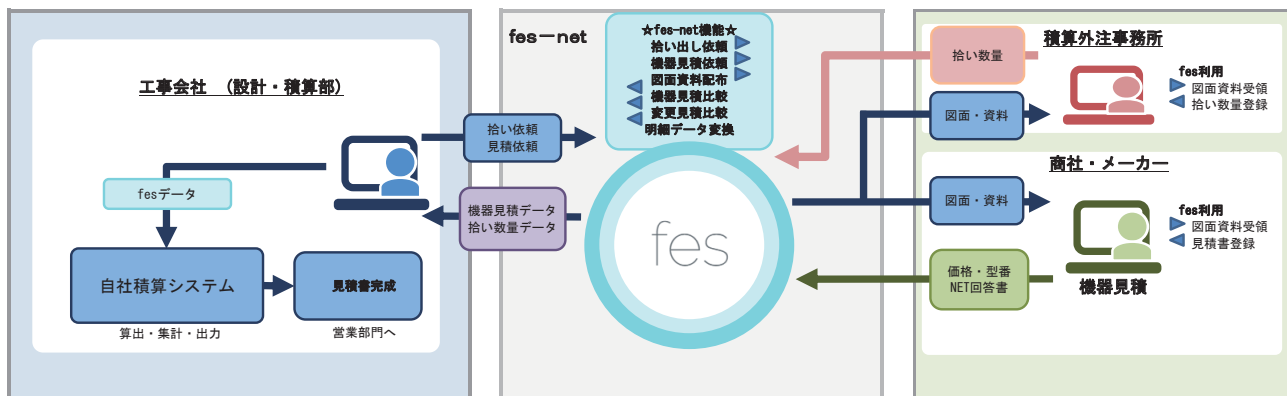 工事会社　(設計・積算部)
fesデータ
自社積算システム
算出・集計・出力
見積書完成
営業部門へ
拾い依頼
見積依頼
機器見積データ
拾い数量データ
fes－net
☆fes-net機能☆
拾い出し依頼
機器見積依頼
図面資料配布
機器見積比較
変更見積比較
明細データ変換
fes
拾い数量
図面・資料
積算外注事務所
fes利用
図面資料受領
拾い数量登録
商社・メーカー
図面・資料
fes利用
図面資料受領
見積書登録
価格・型番
NET回答書
機器見積